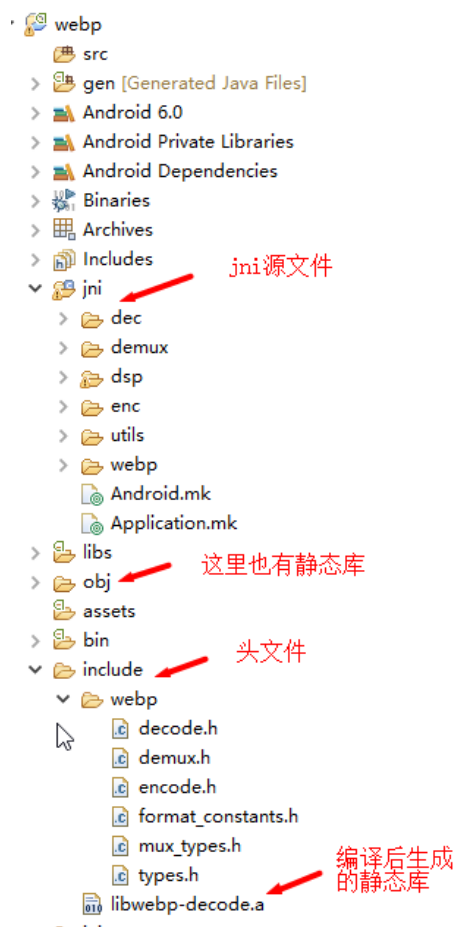 webp
src
gen [Generated Java Files]
Android 6.0
Android Private Libraries
Android Dependencies
Binaries
Archives
Includes
jni源文件
jni
dec
demux
dsp
enc
utils
webp
Android.mk
Application.mk
libs
这里也有静态库
obj
assets
bin
头文件
include
webp
decode.h
demux.h
encode.h
format_constants.h
mux_types.h
types.h
编译后生成
的静态库
libwebp-decode.a